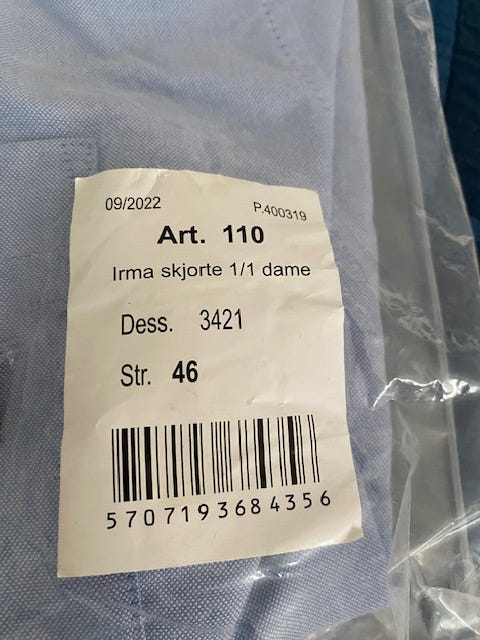 09/2022 P.400319
Art. 110
Irma skjorte 1/1 dame
Dess. 3421
Str. 46
5707193684356